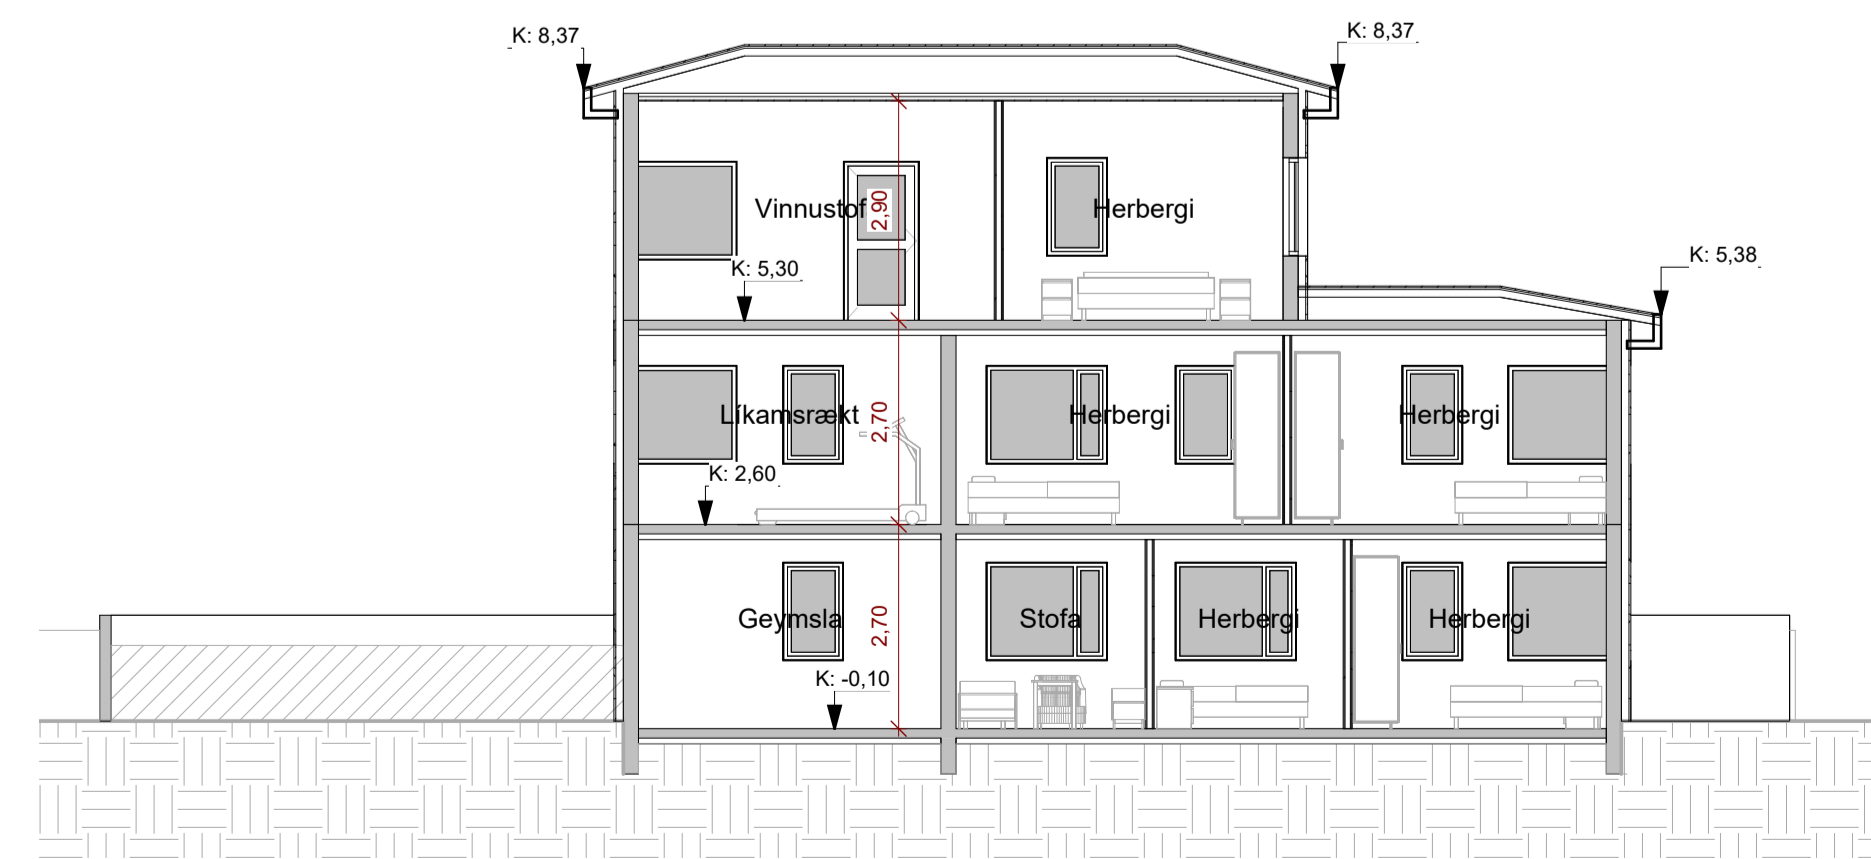 K: 8,37
K: 8,37
Vinnustof
2,90
Herbergi
K: 5,30
K: 5,38
Líkamsrækt
2,70
Herbergi
Herbergi
K: 2,60
Geymsla
2,70
Stofa
Herbergi
Herbergi
K: -0,10